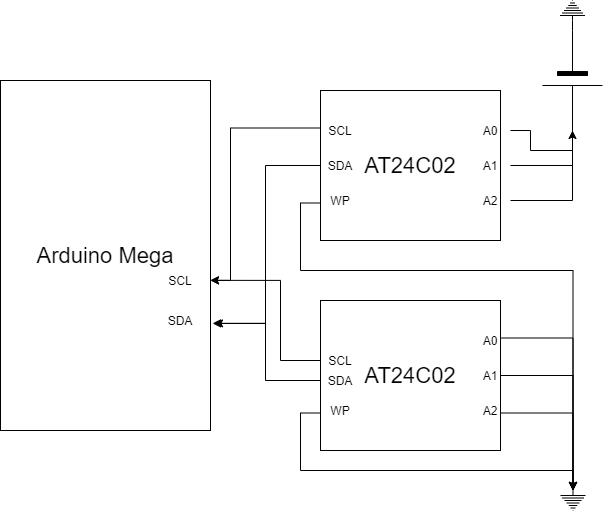 SCL
A0
SDA
AT24C02
A1
WP
A2
Arduino Mega
SCL
SDA
SCL
A0
SDA
AT24C02
A1
WP
A2